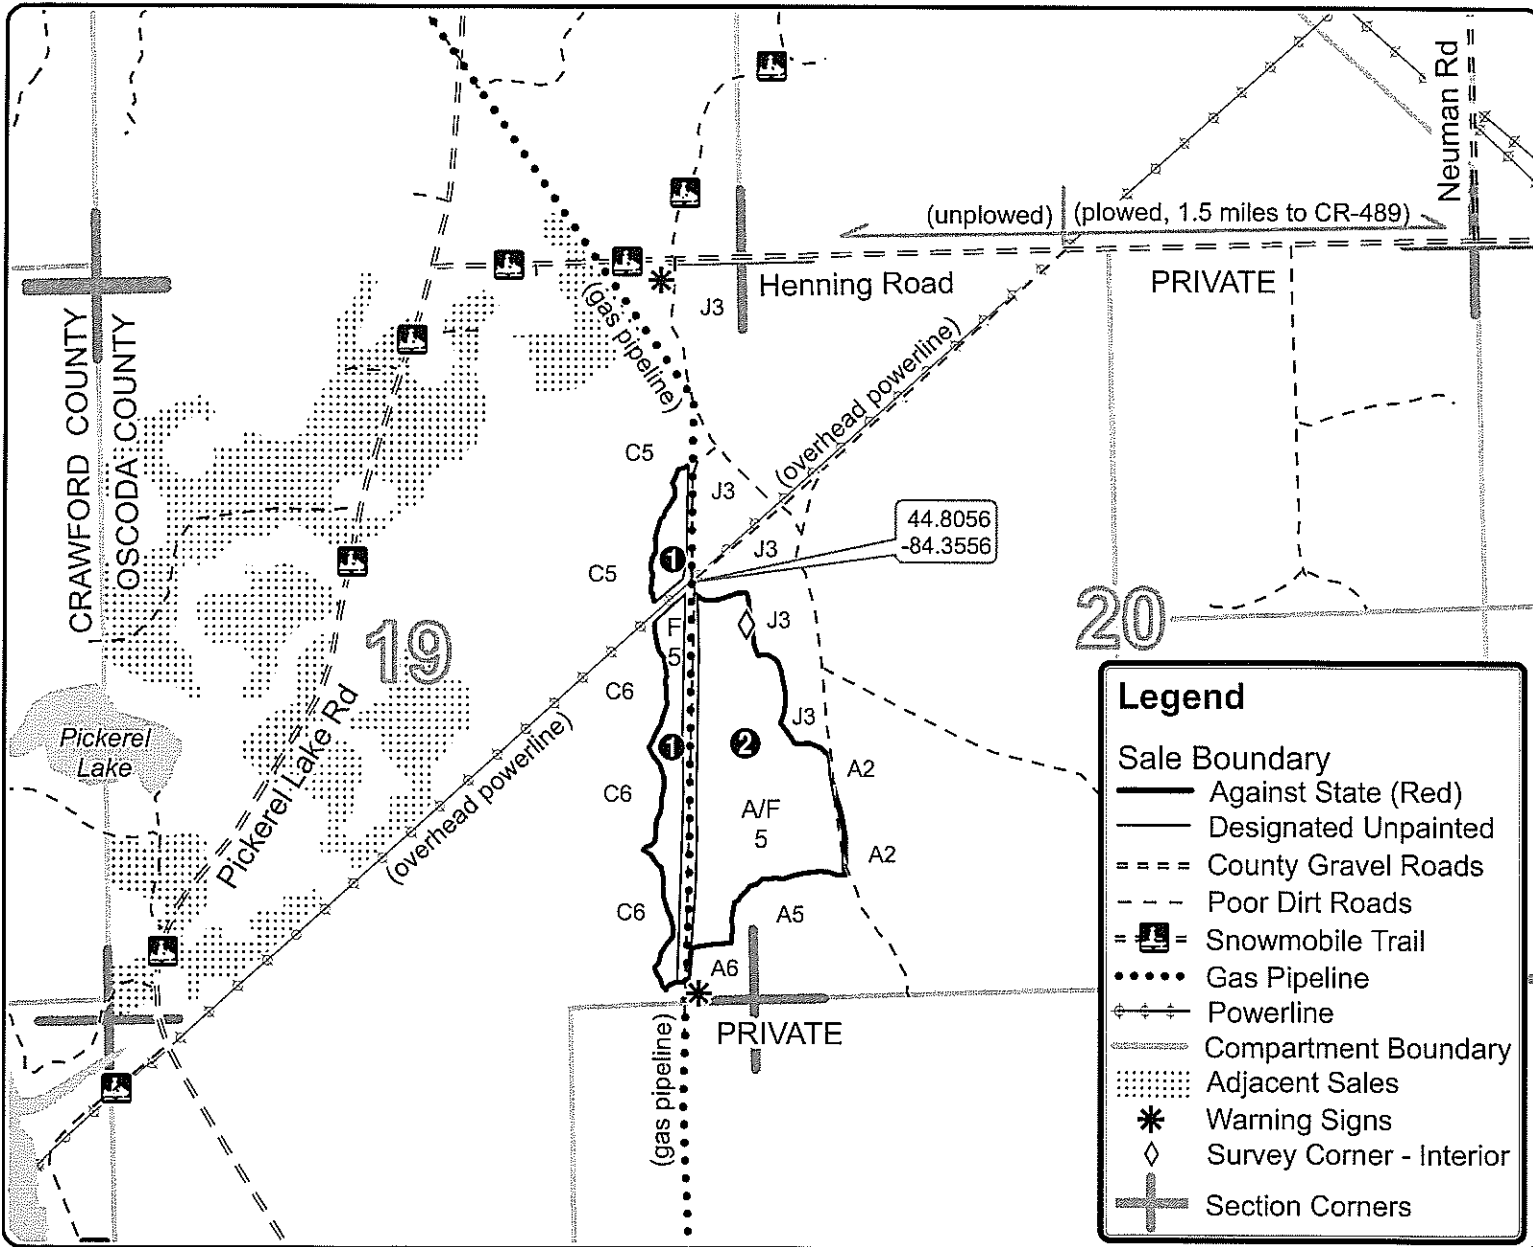 Neuman Rd
(unplowed)
(plowed, 1.5 miles to CR-489)
Henning Road
PRIVATE
(gas pipeline)
J3
CRAWFORD COUNTY
OSCODA COUNTY
(overhead powerline)
C5
J3
44.8056
-84.3556
J3
1
C5
19
F
5
J3
20
C6
J3
Pickerel
Lake
Pickerel Lake Rd
1
2
A2
(overhead powerline)
C6
A/F
5
A2
C6
A5
A6
PRIVATE
(gas pipeline)
Legend
Sale Boundary
Against State (Red)
Designated Unpainted
County Gravel Roads
Poor Dirt Roads
Snowmobile Trail
Gas Pipeline
Powerline
Compartment Boundary
Adjacent Sales
Warning Signs
Survey Corner - Interior
Section Corners